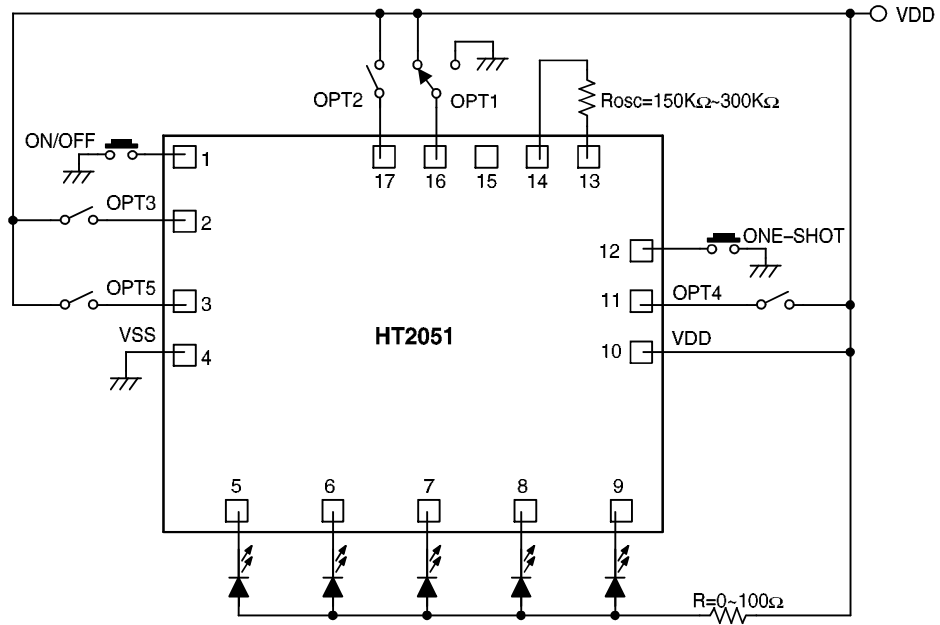 VDD
OPT2
OPT1
Rosc=150KΩ~300KΩ
ON/OFF
1
17
16
15
14
13
OPT3
2
12
ONE-SHOT
OPT5
3
11
OPT4
VSS
4
HT2051
10
VDD
5
6
7
8
9
R=0~100Ω